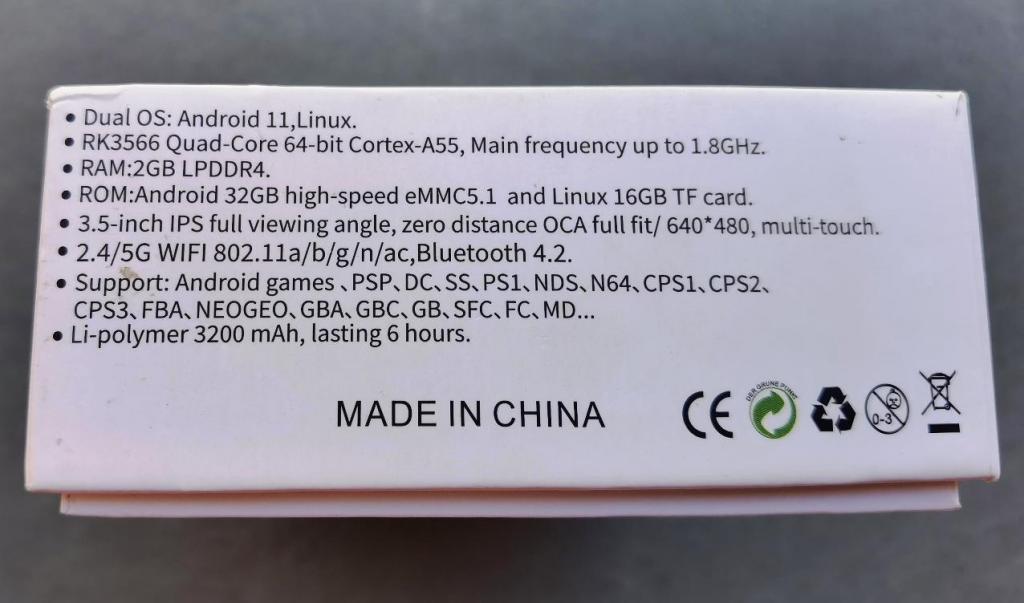 • Dual OS: Android 11,Linux.
• RK3566 Quad-Core 64-bit Cortex-A55, Main frequency up to 1.8GHz.
• RAM:2GB LPDDR4.
• ROM:Android 32GB high-speed eMMC5.1 and Linux 16GB TF card.
• 3.5-inch IPS full viewing angle, zero distance OCA full fit/ 640*480, multi-touch.
• 2.4/5G WIFI 802.11a/b/g/n/ac,Bluetooth 4.2.
• Support: Android games 、PSP、DC、SS、PS1、NDS、N64、CPS1、CPS2、
CPS3、FBA、NEOGEO、GBA、GBC、GB、SFC、FC、MD...
• Li-polymer 3200 mAh, lasting 6 hours.
MADE IN CHINA
CE
DER GRÜNE PUNKT
0-3